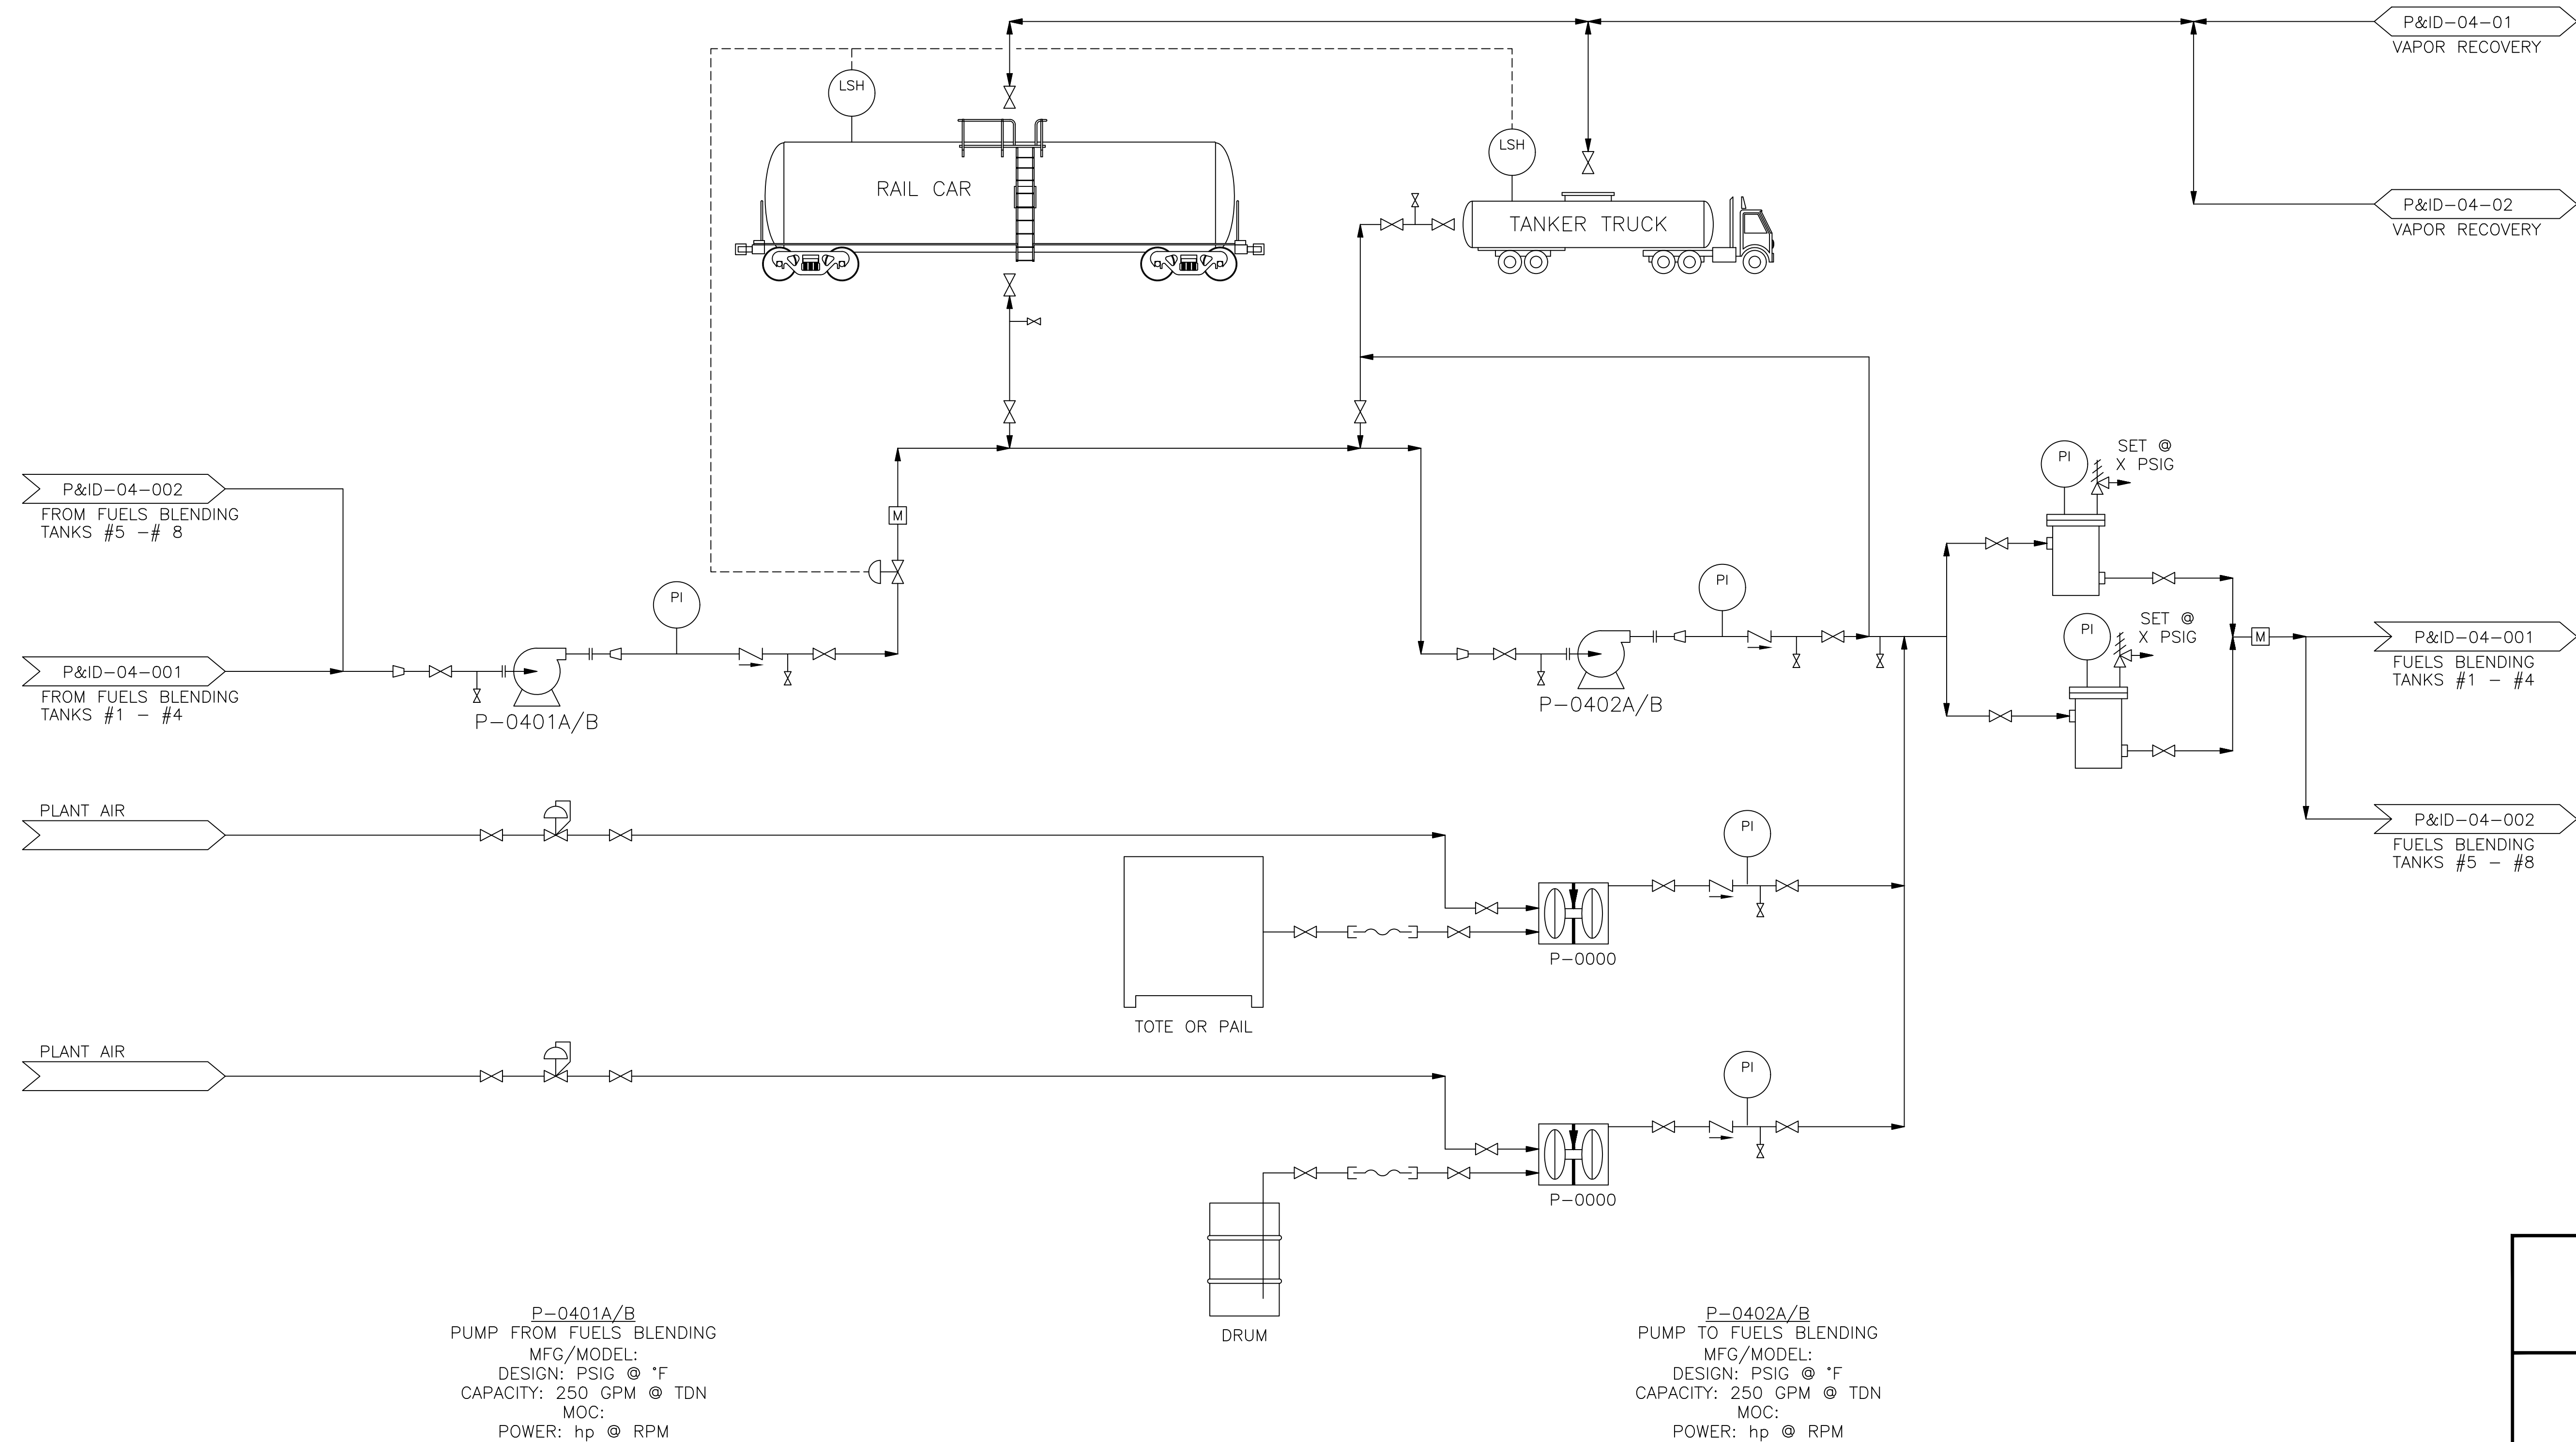 P&ID-04-01
VAPOR RECOVERY
LSH
LSH
RAIL CAR
TANKER TRUCK
P&ID-04-02
VAPOR RECOVERY
PI
SET @
X PSIG
P&ID-04-002
FROM FUELS BLENDING
TANKS #5 -# 8
M
PI
PI
PI
SET @
X PSIG
M
P&ID-04-001
FUELS BLENDING
TANKS #1 - #4
P&ID-04-001
FROM FUELS BLENDING
TANKS #1 - #4
P-0401A/B
P-0402A/B
PLANT AIR
PI
P&ID-04-002
FUELS BLENDING
TANKS #5 - #8
P-0000
TOTE OR PAIL
PLANT AIR
PI
P-0000
DRUM
P-0401A/B
PUMP FROM FUELS BLENDING
MFG/MODEL:
DESIGN: PSIG @ °F
CAPACITY: 250 GPM @ TDN
MOC:
POWER: hp @ RPM
P-0402A/B
PUMP TO FUELS BLENDING
MFG/MODEL:
DESIGN: PSIG @ °F
CAPACITY: 250 GPM @ TDN
MOC:
POWER: hp @ RPM